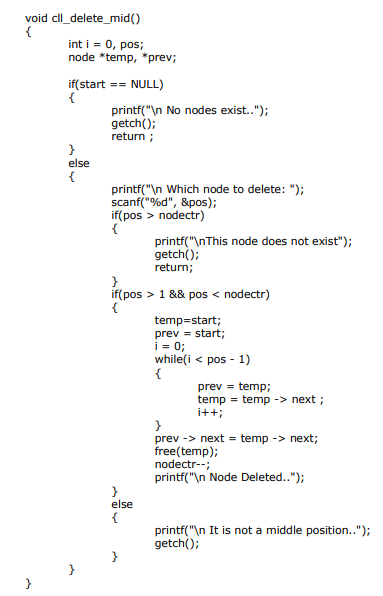 void cll_delete_mid()
{
int i = 0, pos;
node *temp, *prev;
if(start == NULL)
{
printf("\n No nodes exist..");
getch();
return ;
}
else
{
printf("\n Which node to delete: ");
scanf("%d", &pos);
if(pos > nodectr)
{
printf("\nThis node does not exist");
getch();
return;
}
if(pos > 1 && pos < nodectr)
{
temp=start;
prev = start;
i = 0;
while(i < pos - 1)
{
prev = temp;
temp = temp -> next ;
i++;
}
prev -> next = temp -> next;
free(temp);
nodectr--;
printf("\n Node Deleted..");
}
else
{
printf("\n It is not a middle position..");
getch();
}
}
}